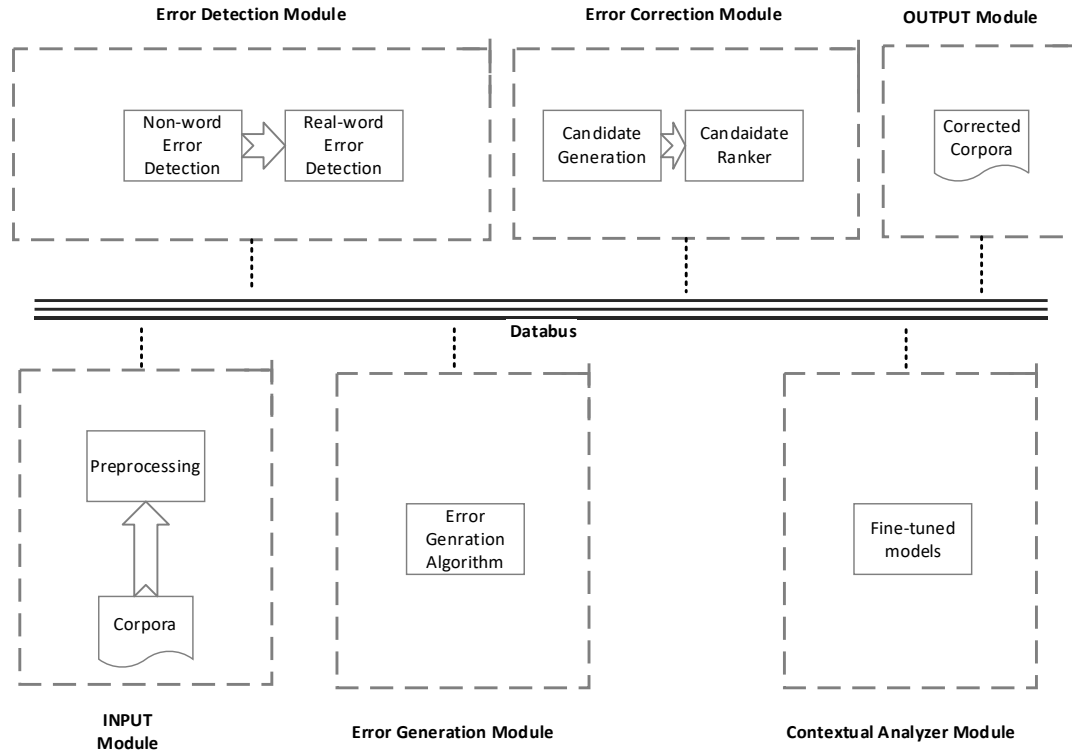 Error Detection Module
Error Correction Module
OUTPUT Module
Non-word
Error
Detection
Real-word
Error
Detection
Candidate
Generation
Candaidate
Ranker
Corrected
Corpora
Databus
Preprocessing
Corpora
Error
Genration
Algorithm
Fine-tuned
models
INPUT
Module
Error Generation Module
Contextual Analyzer Module